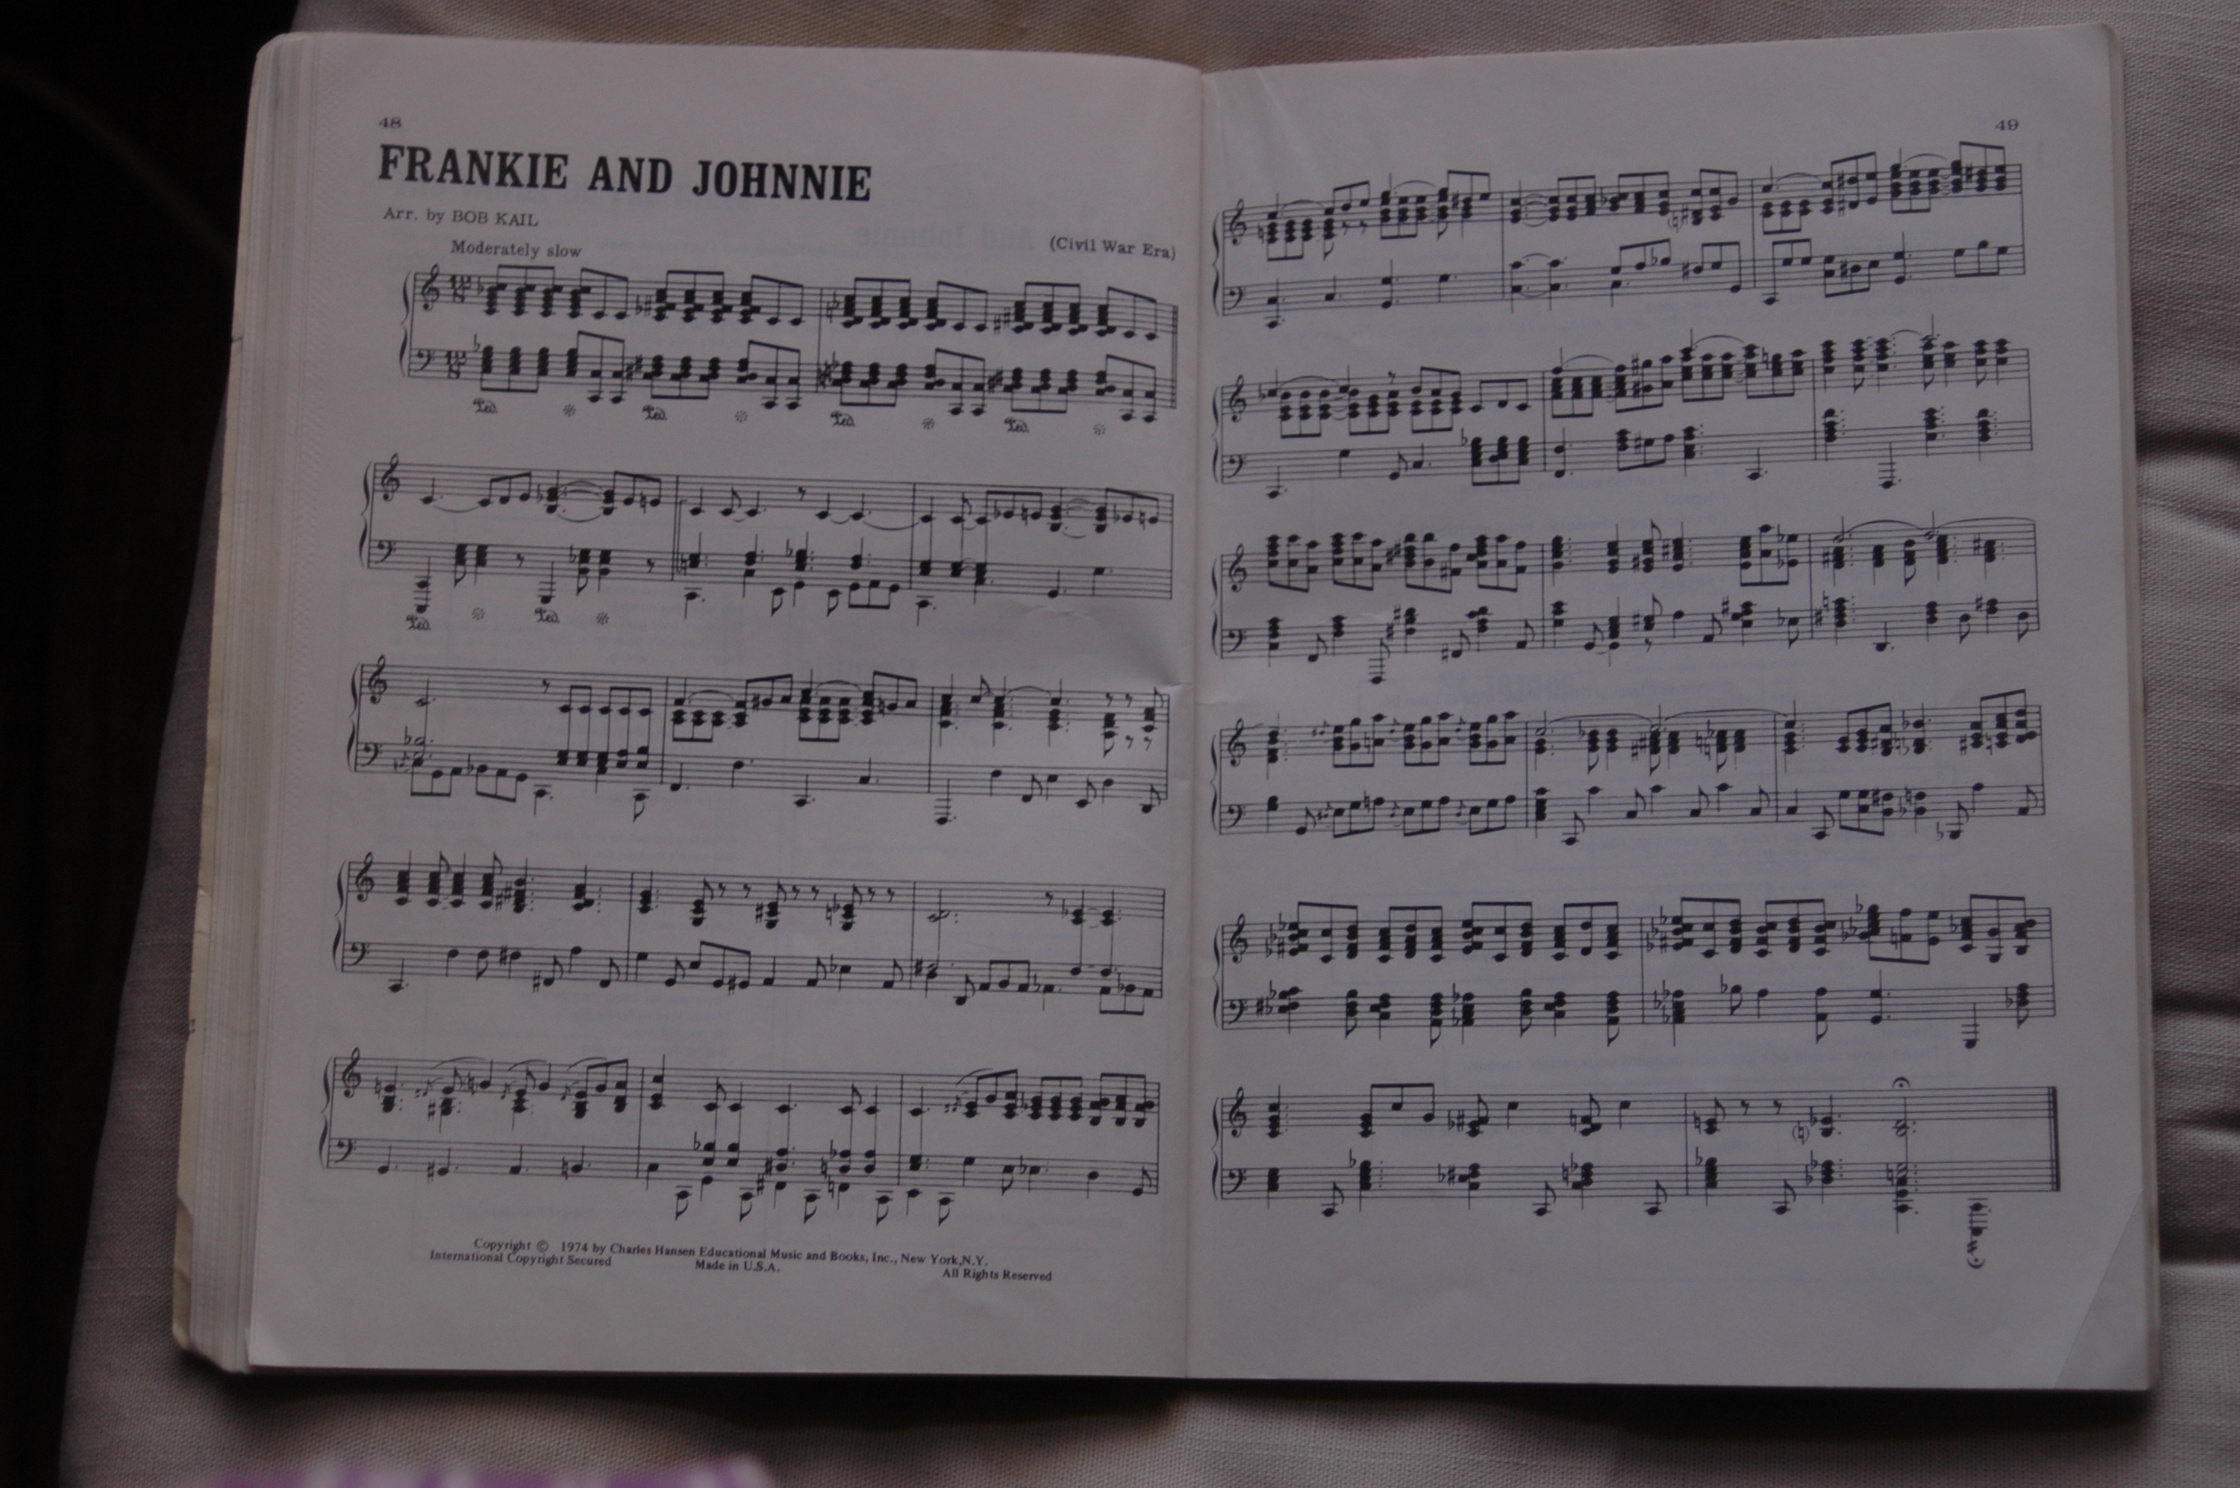 48
FRANKIE AND JOHNNIE
Arr. by BOB KAIL
Moderately slow
(Civil War Era)
12
8
12
8
Ped. Ped. Ped. Ped.
Ped. Ped.
Copyright © 1974 by Charles Hansen Educational Music and Books, Inc., New York,N.Y.
International Copyright Secured Made in U.S.A. All Rights Reserved
49